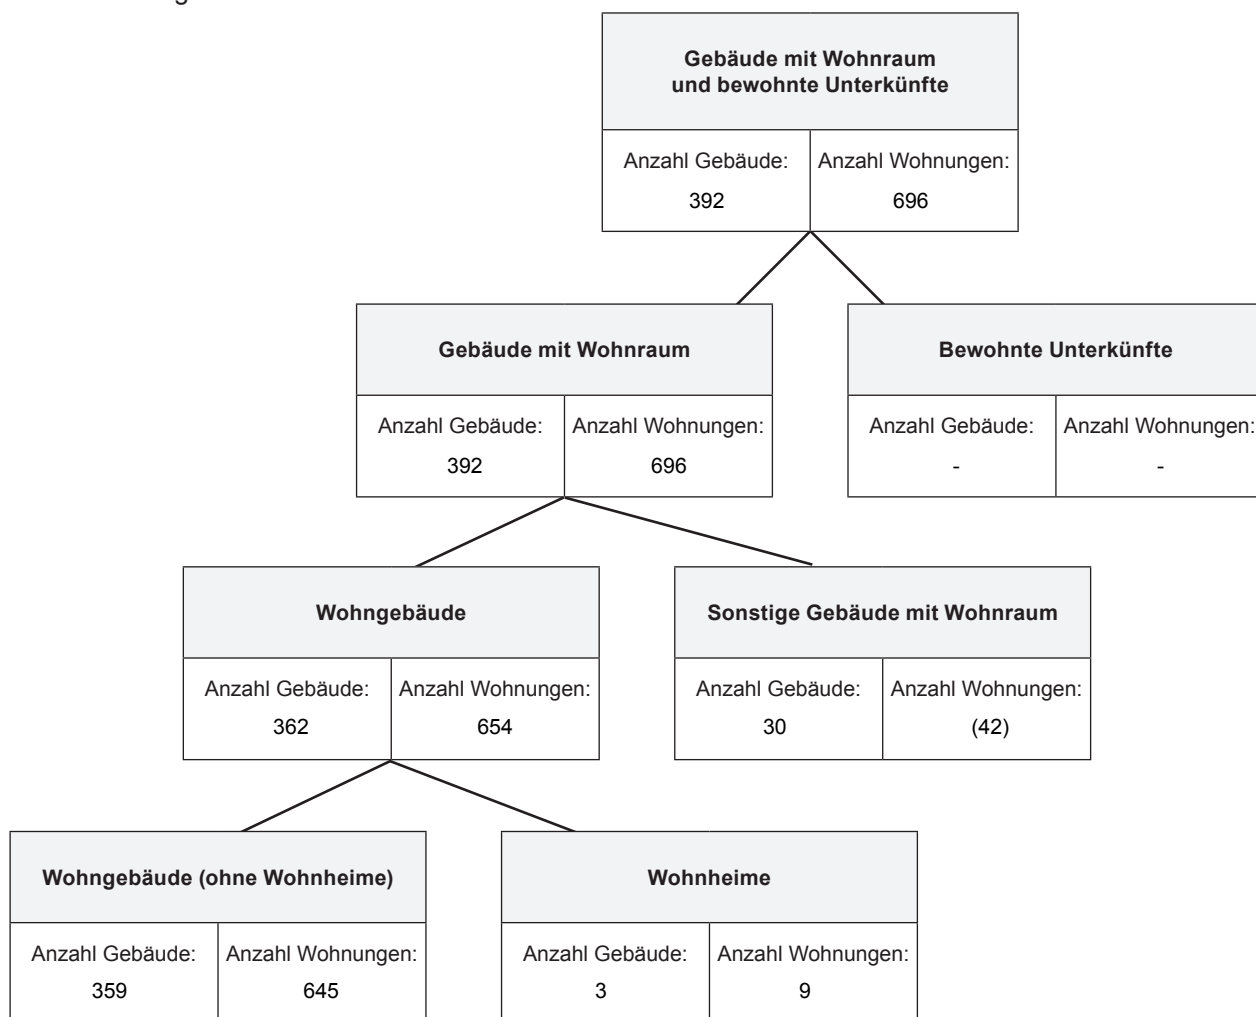 Gebäude mit Wohnraum
und bewohnte Unterkünfte
Anzahl Gebäude: Anzahl Wohnungen:
392 696
Gebäude mit Wohnraum
Anzahl Gebäude: Anzahl Wohnungen:
392 696
Bewohnte Unterkünfte
Anzahl Gebäude: Anzahl Wohnungen:
- -
Wohngebäude
Anzahl Gebäude: Anzahl Wohnungen:
362 654
Sonstige Gebäude mit Wohnraum
Anzahl Gebäude: Anzahl Wohnungen:
30 (42)
Wohngebäude (ohne Wohnheime)
Anzahl Gebäude: Anzahl Wohnungen:
359 645
Wohnheime
Anzahl Gebäude: Anzahl Wohnungen:
3 9